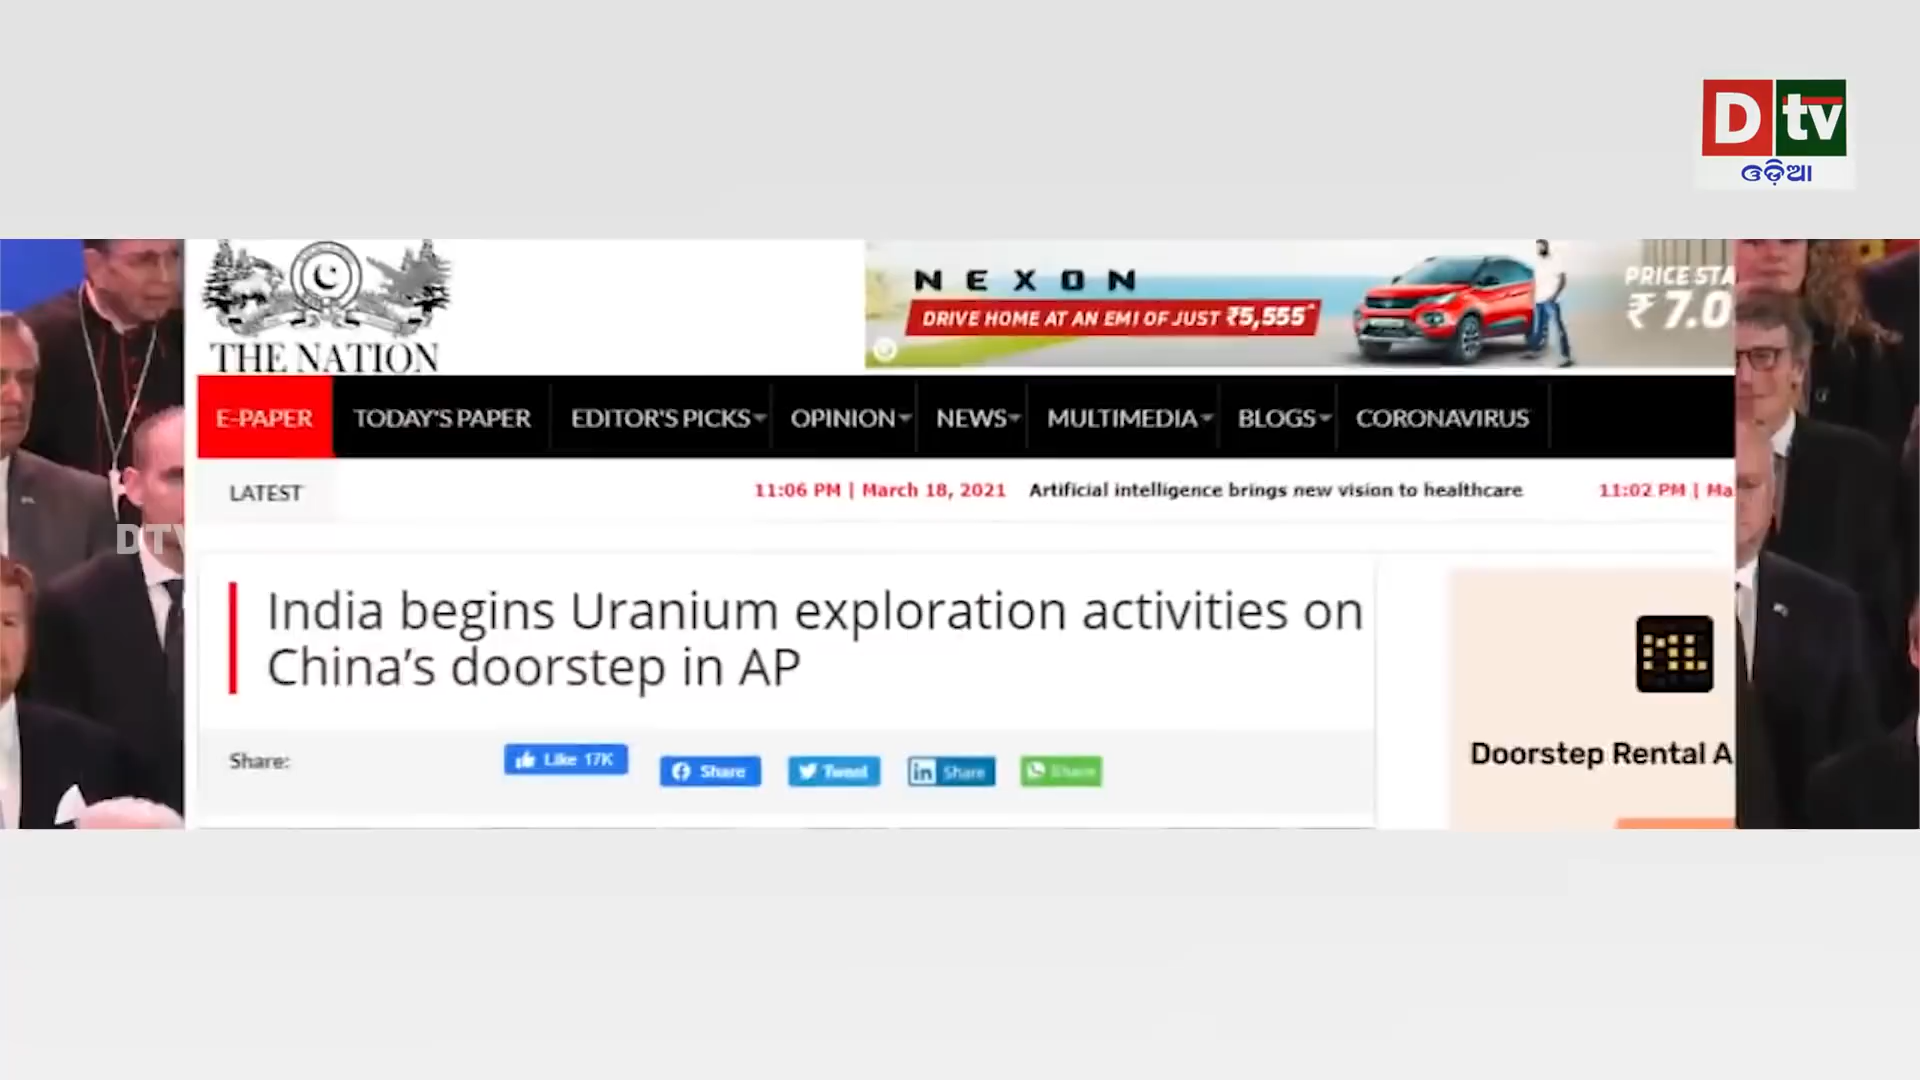 D tv
ଓଡ଼ିଆ
NEXON
DRIVE HOME AT AN EMI OF JUST ₹5,555*
PRICE STA
₹ 7.0
THE NATION
E-PAPER TODAY'S PAPER EDITOR'S PICKS OPINION NEWS MULTIMEDIA BLOGS CORONAVIRUS
LATEST 11:06 PM | March 18, 2021 Artificial intelligence brings new vision to healthcare 11:02 PM | Ma
DTV
India begins Uranium exploration activities on
China’s doorstep in AP
Share: Like 17K Share Tweet Share Share
Doorstep Rental A